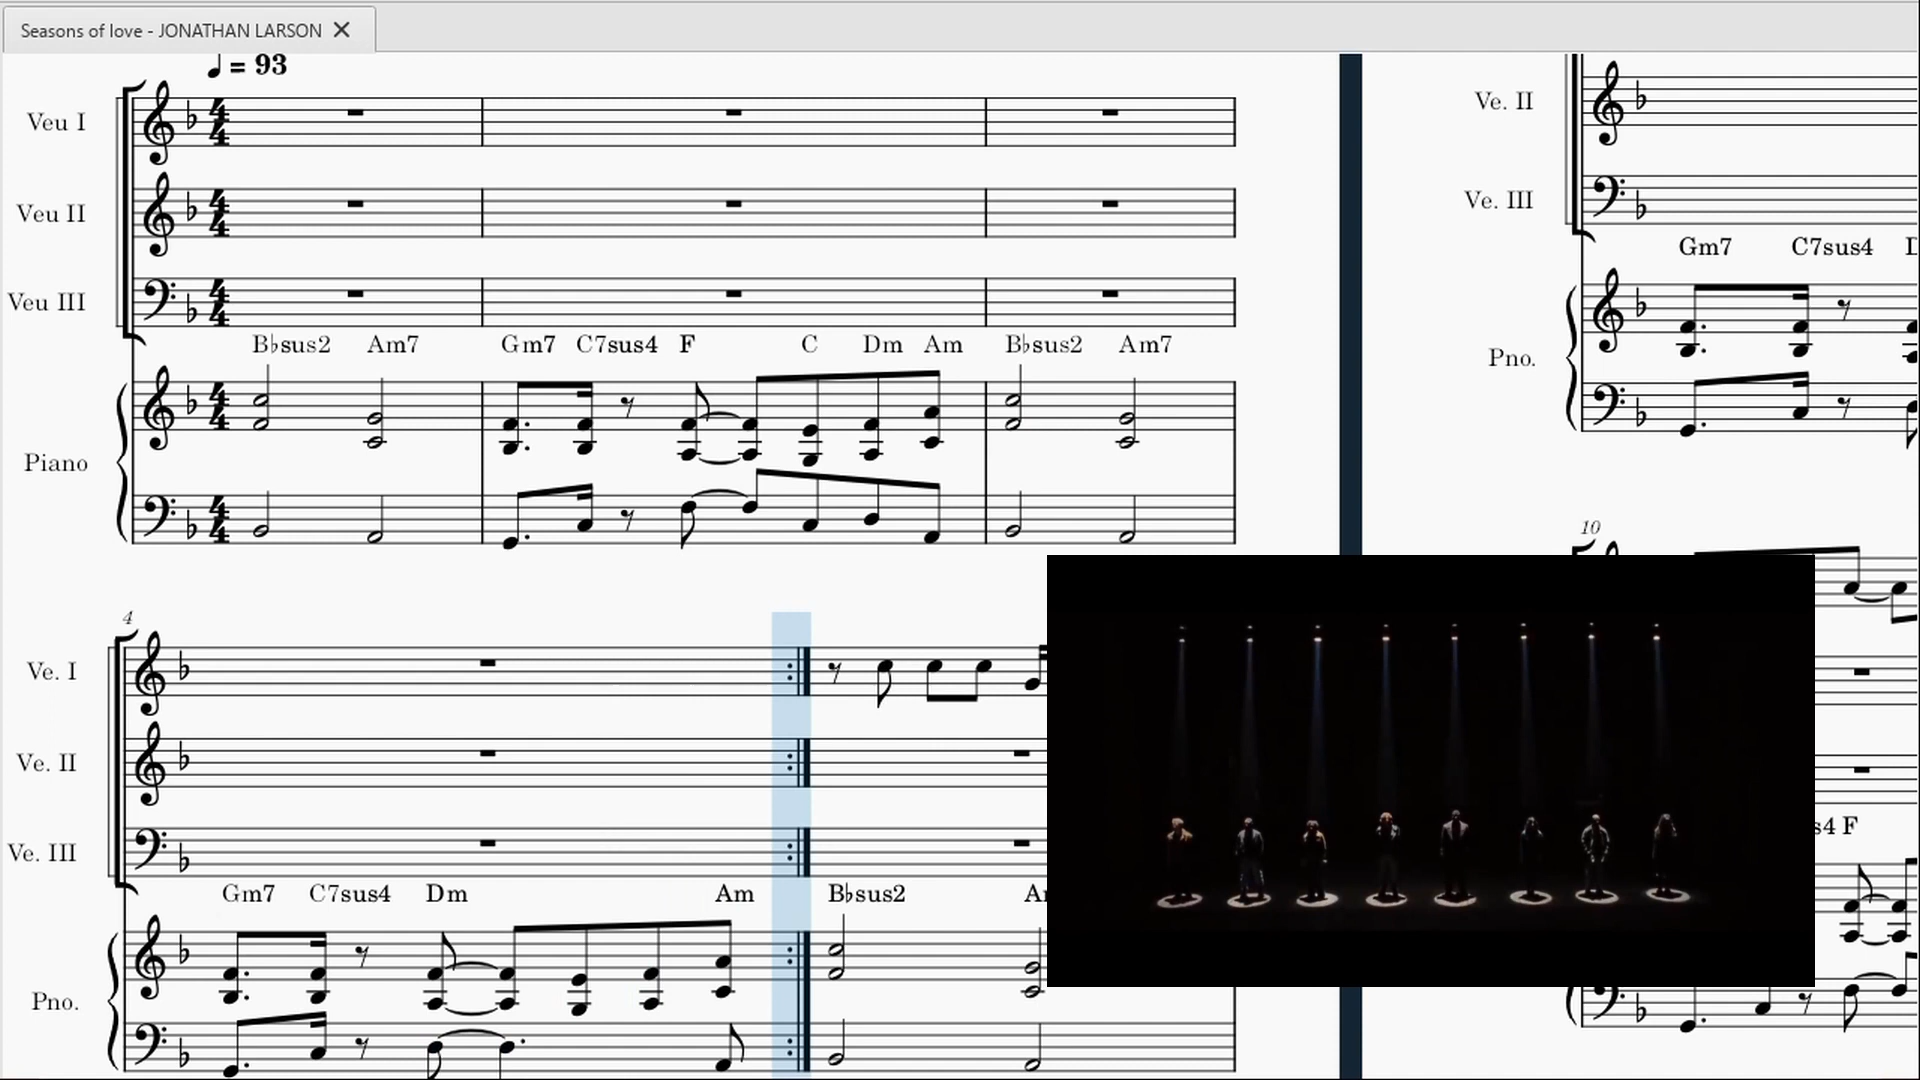 Seasons of love - JONATHAN LARSON
= 93
Veu I
Veu II
Veu III
B♭sus2 Am7 Gm7 C7sus4 F C Dm Am B♭sus2 Am7
Piano
4
Ve. I
Ve. II
Ve. III
Gm7 C7sus4 Dm Am B♭sus2
Pno.
Ve. II
Ve. III
Gm7 C7sus4
Pno.
10
s4 F